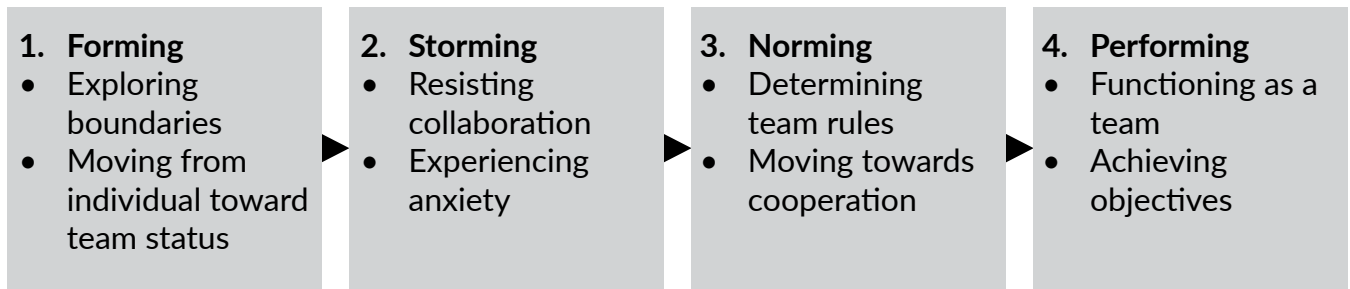 1. Forming
• Exploring
boundaries
• Moving from
individual toward
team status
2. Storming
• Resisting
collaboration
• Experiencing
anxiety
3. Norming
• Determining
team rules
• Moving towards
cooperation
4. Performing
• Functioning as a
team
• Achieving
objectives